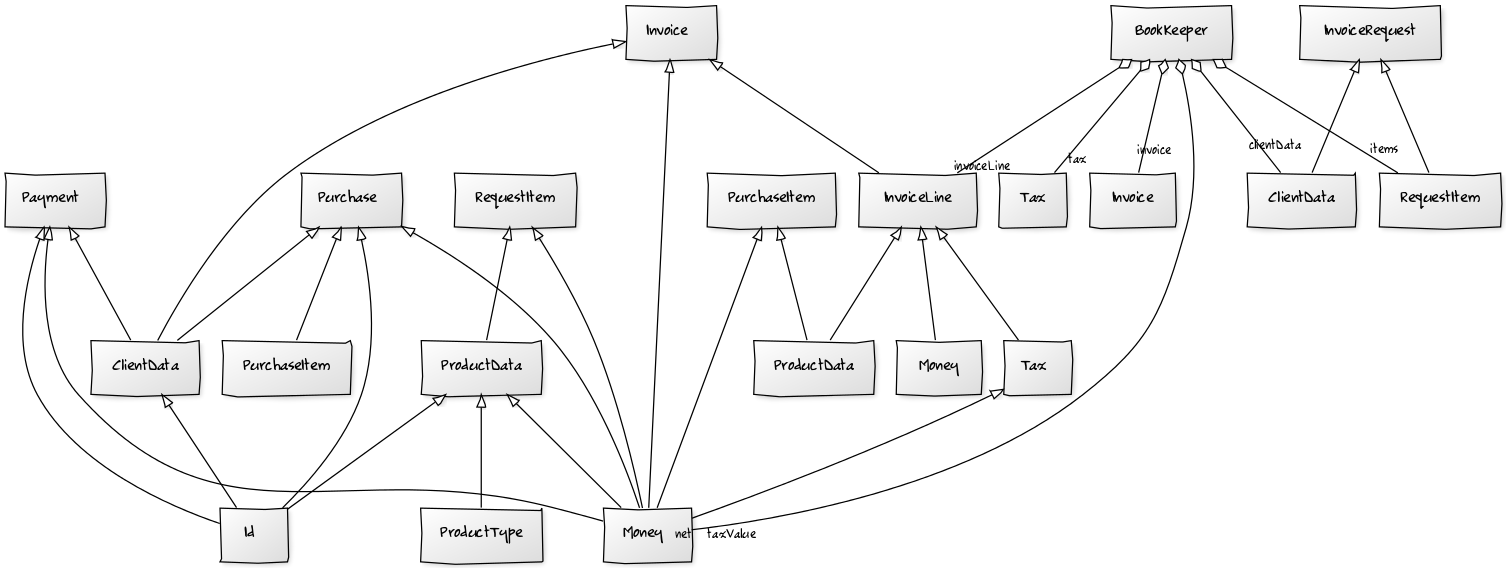 Invoice
BookKeeper
InvoiceRequest
clientData
items
invoice
tax
invoiceLine
Payment
Purchase
RequestItem
PurchaseItem
InvoiceLine
Tax
Invoice
ClientData
RequestItem
ClientData
PurchaseItem
ProductData
ProductData
Money
Tax
Id
ProductType
Money
net
taxValue